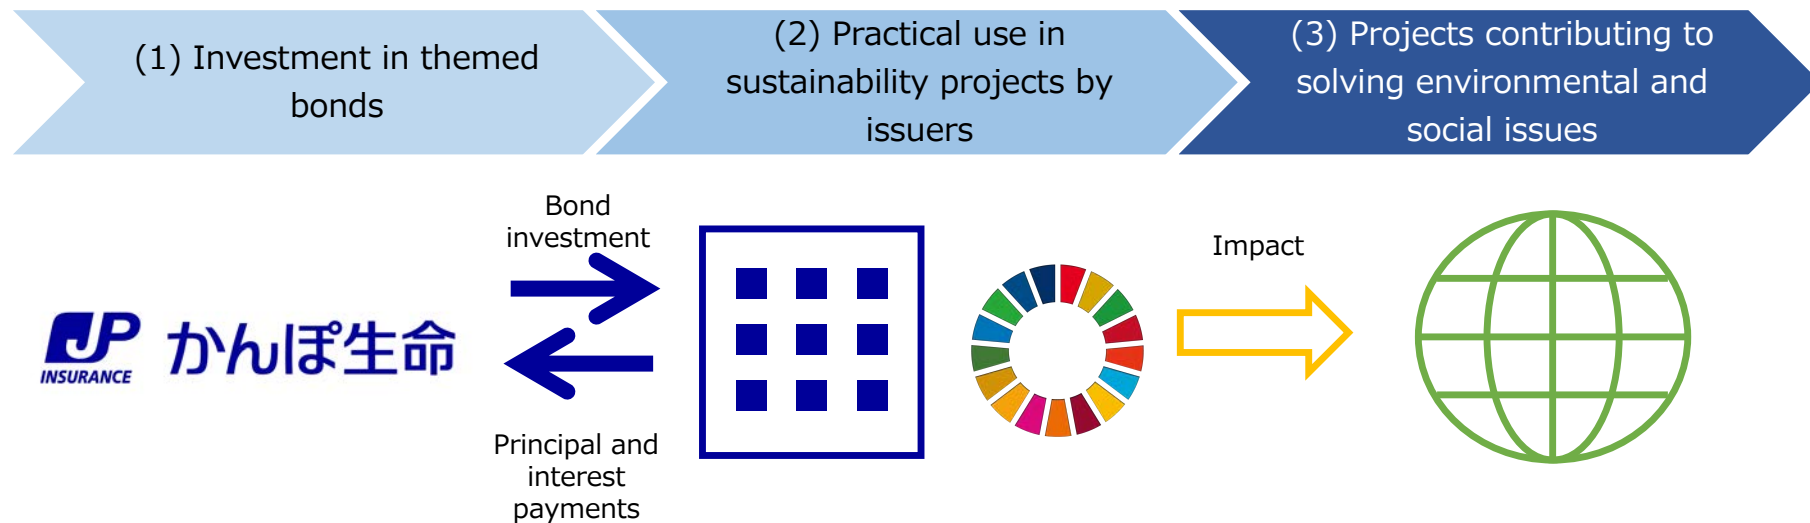 (1) Investment in themed
bonds
(2) Practical use in
sustainability projects by
issuers
(3) Projects contributing to
solving environmental and
social issues
Bond
investment
JP
INSURANCE
かんぽ生命
Principal and
interest
payments
Impact